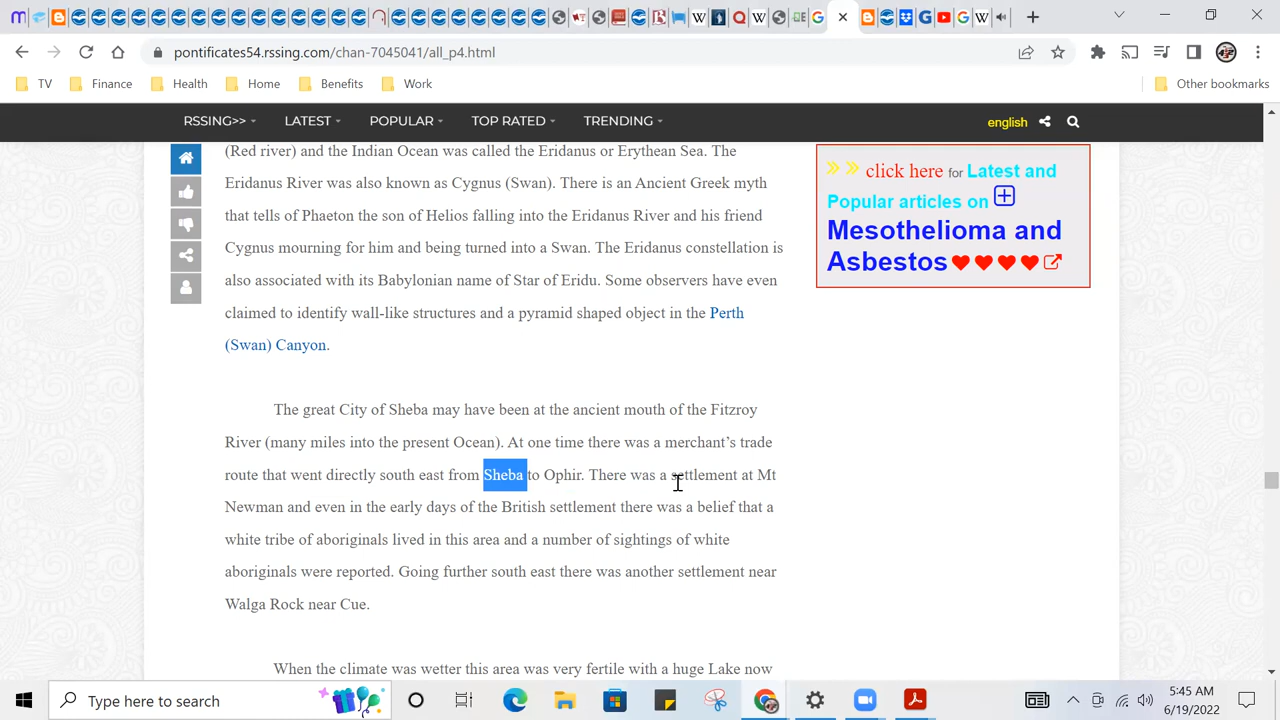 pontificates54.rssing.com/chan-7045041/all_p4.html
TV
Finance
Health
Home
Benefits
Work
Other bookmarks
RSSING>>
LATEST
POPULAR
TOP RATED
TRENDING
english
(Red river) and the Indian Ocean was called the Eridanus or Erythean Sea. The
Eridanus River was also known as Cygnus (Swan). There is an Ancient Greek myth
that tells of Phaeton the son of Helios falling into the Eridanus River and his friend
Cygnus mourning for him and being turned into a Swan. The Eridanus constellation is
also associated with its Babylonian name of Star of Eridu. Some observers have even
claimed to identify wall-like structures and a pyramid shaped object in the Perth
(Swan) Canyon.
The great City of Sheba may have been at the ancient mouth of the Fitzroy
River (many miles into the present Ocean). At one time there was a merchant’s trade
route that went directly south east from Sheba to Ophir. There was a settlement at Mt
Newman and even in the early days of the British settlement there was a belief that a
white tribe of aboriginals lived in this area and a number of sightings of white
aboriginals were reported. Going further south east there was another settlement near
Walga Rock near Cue.
When the climate was wetter this area was very fertile with a huge Lake now
click here for Latest and
Popular articles on
Mesothelioma and
Asbestos
Type here to search
5:45 AM
6/19/2022